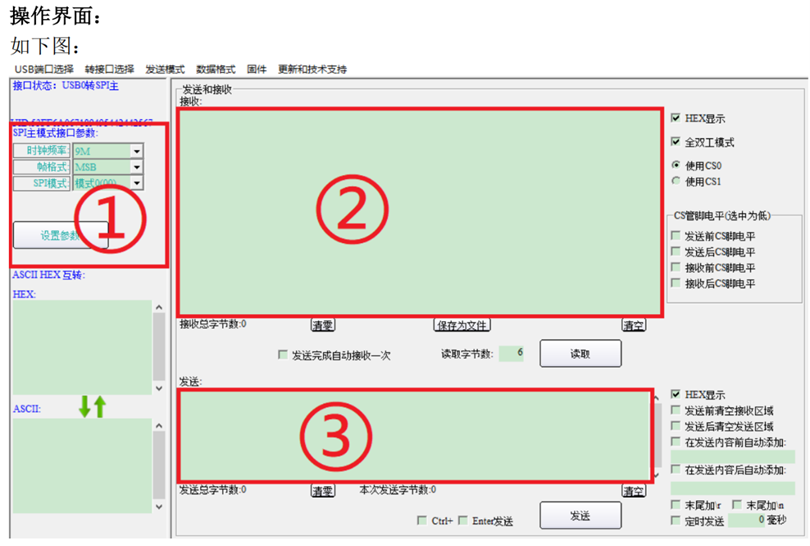 操作界面：
如下图：
USB端口选择 转接口选择 发送模式 数据格式 固件 更新和技术支持
接口状态：USB0转SPI主
SPI主模式接口参数:
时钟频率: 9M
帧格式: MSB
SPI模式: 模式0(00)
①
设置参数
ASCII HEX 互转:
HEX:
ASCII:
发送和接收
接收:
②
接收总字节数:0 清零 保存为文件 清空
发送完成自动接收一次 读取字节数: 6 读取
发送:
③
发送总字节数:0 清零 本次发送字节数:0 清空
Ctrl+ Enter发送 发送
HEX显示
全双工模式
使用CS0
使用CS1
CS管脚电平(选中为低)
发送前CS脚电平
发送后CS脚电平
接收前CS脚电平
接收后CS脚电平
HEX显示
发送前清空接收区域
发送后清空发送区域
在发送内容前自动添加:
在发送内容后自动添加:
末尾加\r 末尾加\n
定时发送 0 毫秒